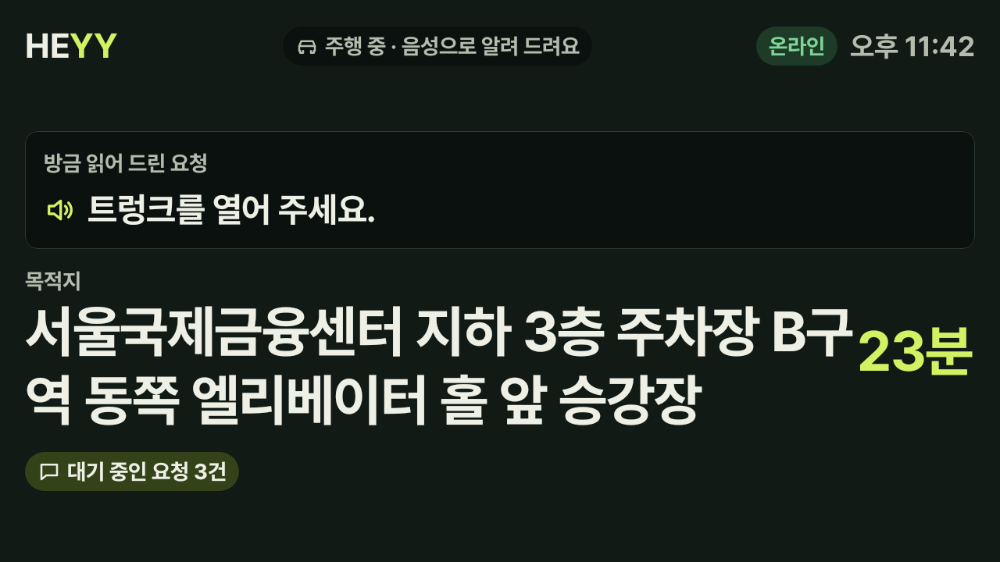 HEYY
주행 중 · 음성으로 알려 드려요
온라인
오후 11:42
방금 읽어 드린 요청
트렁크를 열어 주세요.
목적지
서울국제금융센터 지하 3층 주차장 B구
역 동쪽 엘리베이터 홀 앞 승강장
23분
대기 중인 요청 3건